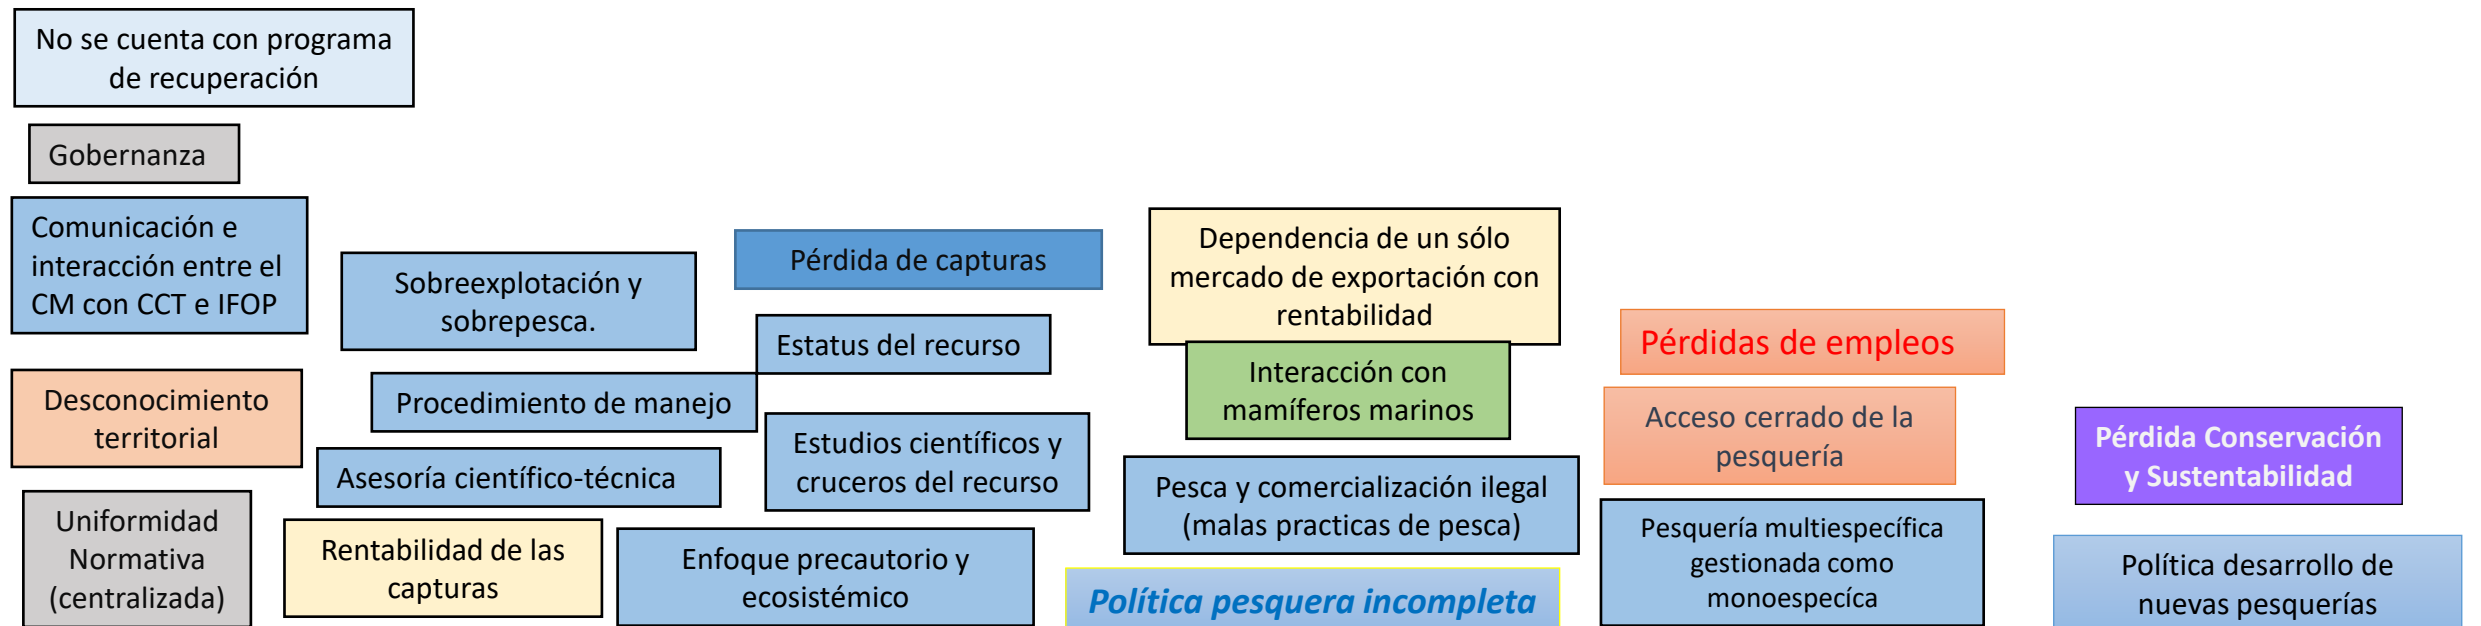 No se cuenta con programa
de recuperación
Gobernanza
Comunicación e
interacción entre el
CM con CCT e IFOP
Desconocimiento
territorial
Uniformidad
Normativa
(centralizada)
Sobreexplotación y
sobrepesca.
Procedimiento de manejo
Asesoría científico-técnica
Rentabilidad de las
capturas
Pérdida de capturas
Estatus del recurso
Estudios científicos y
cruceros del recurso
Enfoque precautorio y
ecosistémico
Dependencia de un sólo
mercado de exportación con
rentabilidad
Interacción con
mamíferos marinos
Pesca y comercialización ilegal
(malas practicas de pesca)
Política pesquera incompleta
Pérdidas de empleos
Acceso cerrado de la
pesquería
Pesquería multiespecífica
gestionada como
monoespecíca
Pérdida Conservación
y Sustentabilidad
Política desarrollo de
nuevas pesquerías